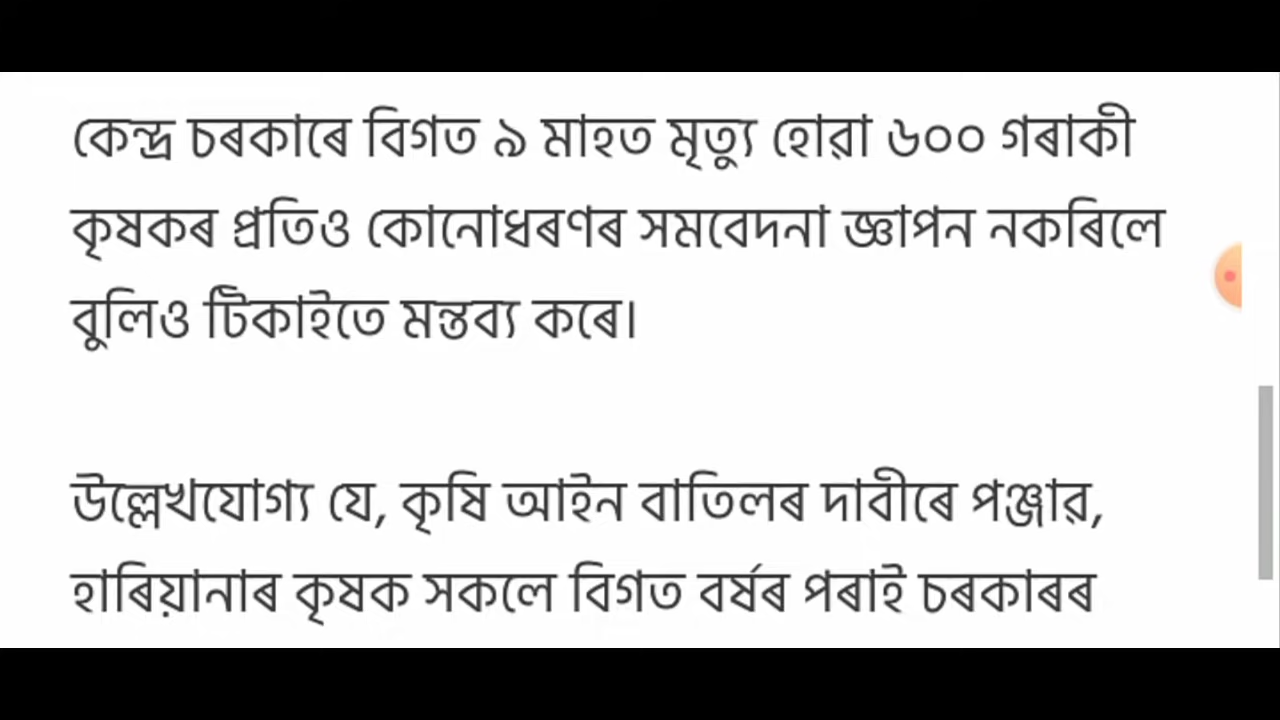 কেন্দ্ৰ চৰকাৰে বিগত ৯ মাহত মৃত্যু হোৱা ৬০০ গৰাকী
কৃষকৰ প্ৰতিও কোনোধৰণৰ সমবেদনা জ্ঞাপন নকৰিলে
বুলিও টিকাইতে মন্তব্য কৰে।
উল্লেখযোগ্য যে, কৃষি আইন বাতিলৰ দাবীৰে পঞ্জাৱ,
হাৰিয়ানাৰ কৃষক সকলে বিগত বৰ্ষৰ পৰাই চৰকাৰৰ